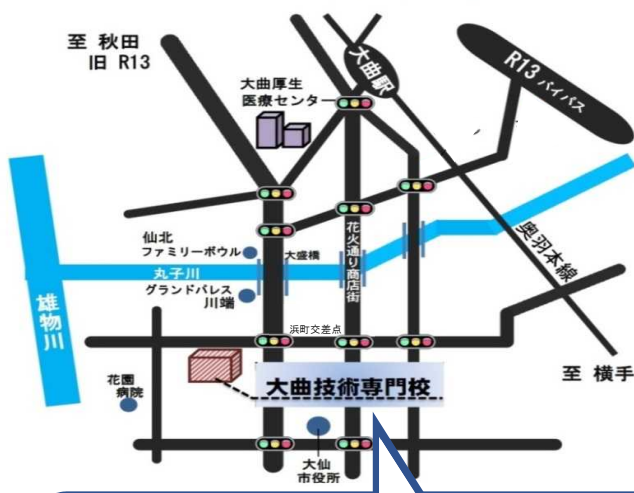 至 秋田
旧 R13
大曲厚生
医療センター
大曲駅
R13 バイパス
仙北
ファミリーボウル
大盛橋
花火通り商店街
奥羽本線
丸子川
グランドパレス
川端
雄物川
浜町交差点
至 横手
花園
病院
大曲技術専門校
大仙
市役所